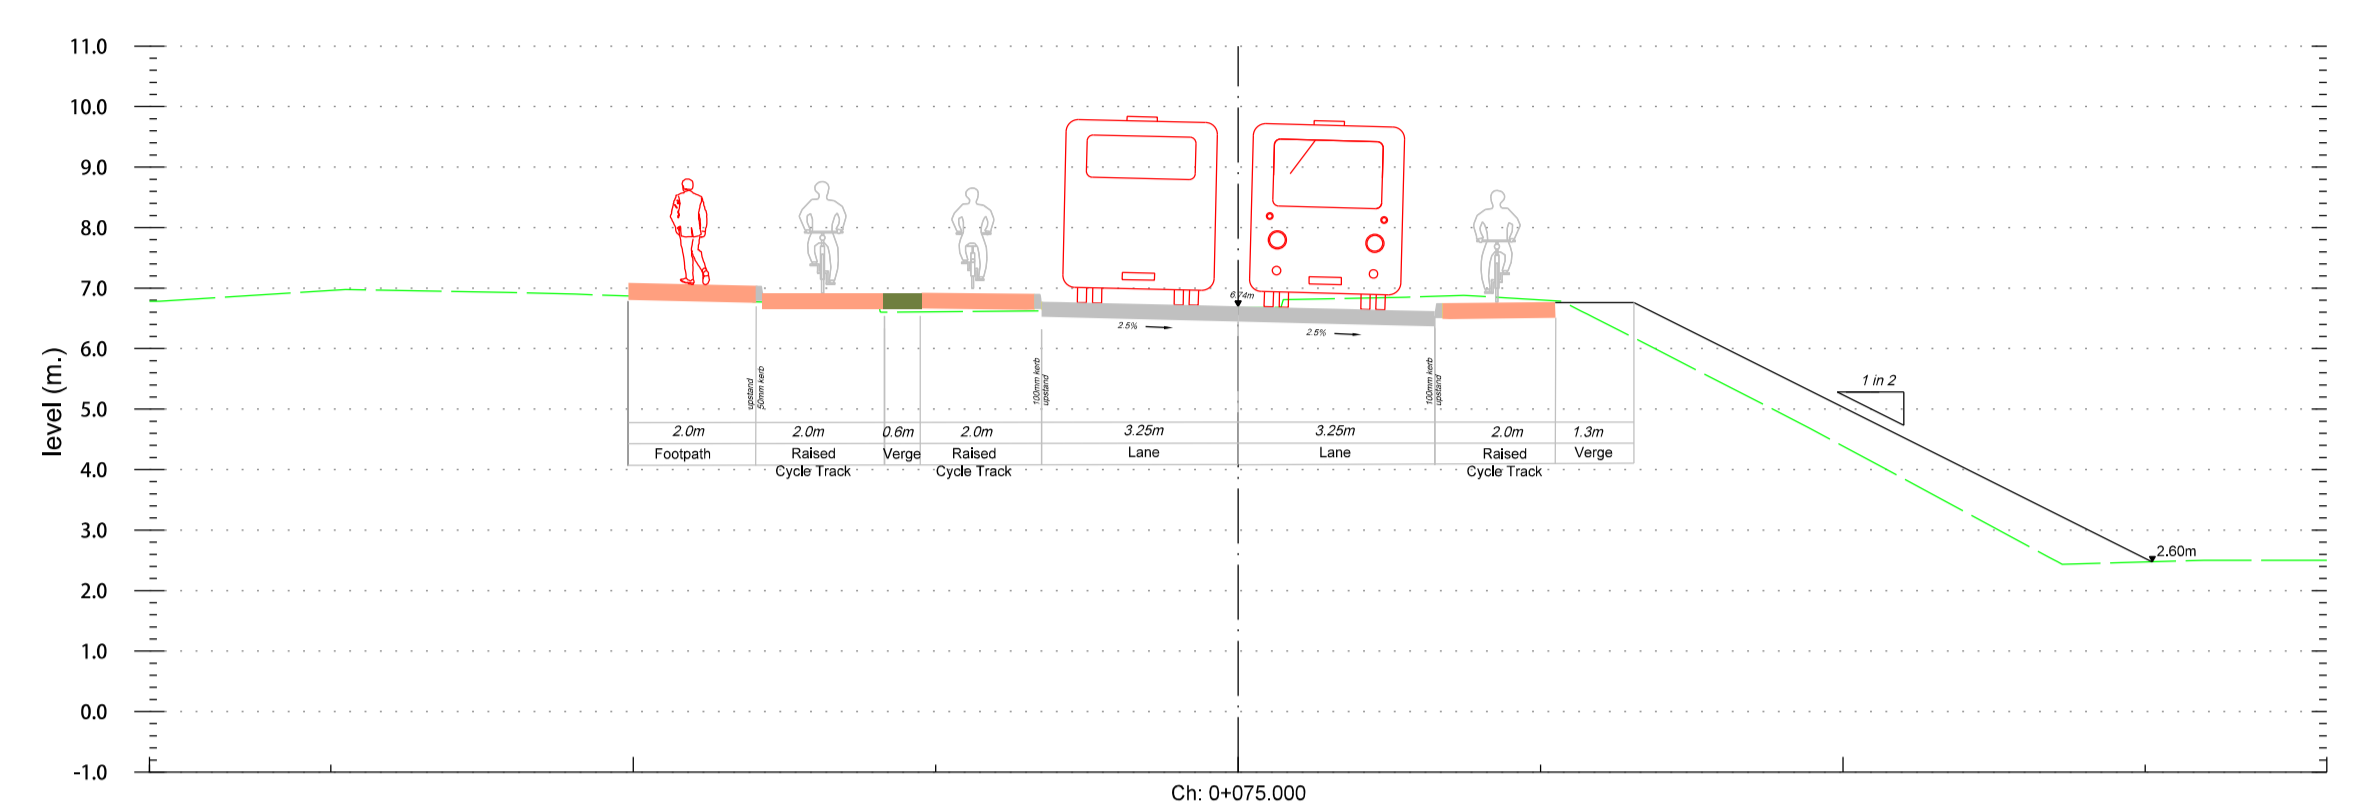 11.0
10.0
9.0
8.0
7.0
6.0
5.0
4.0
3.0
2.0
1.0
0.0
-1.0
level (m.)
6.74m
2.5%
2.5%
upstand
50mm kerb
100mm kerb
upstand
100mm kerb
upstand
1 in 2
2.60m
2.0m
2.0m
0.6m
2.0m
3.25m
3.25m
2.0m
1.3m
Footpath
Raised
Cycle Track
Verge
Raised
Cycle Track
Lane
Lane
Raised
Cycle Track
Verge
Ch: 0+075.000